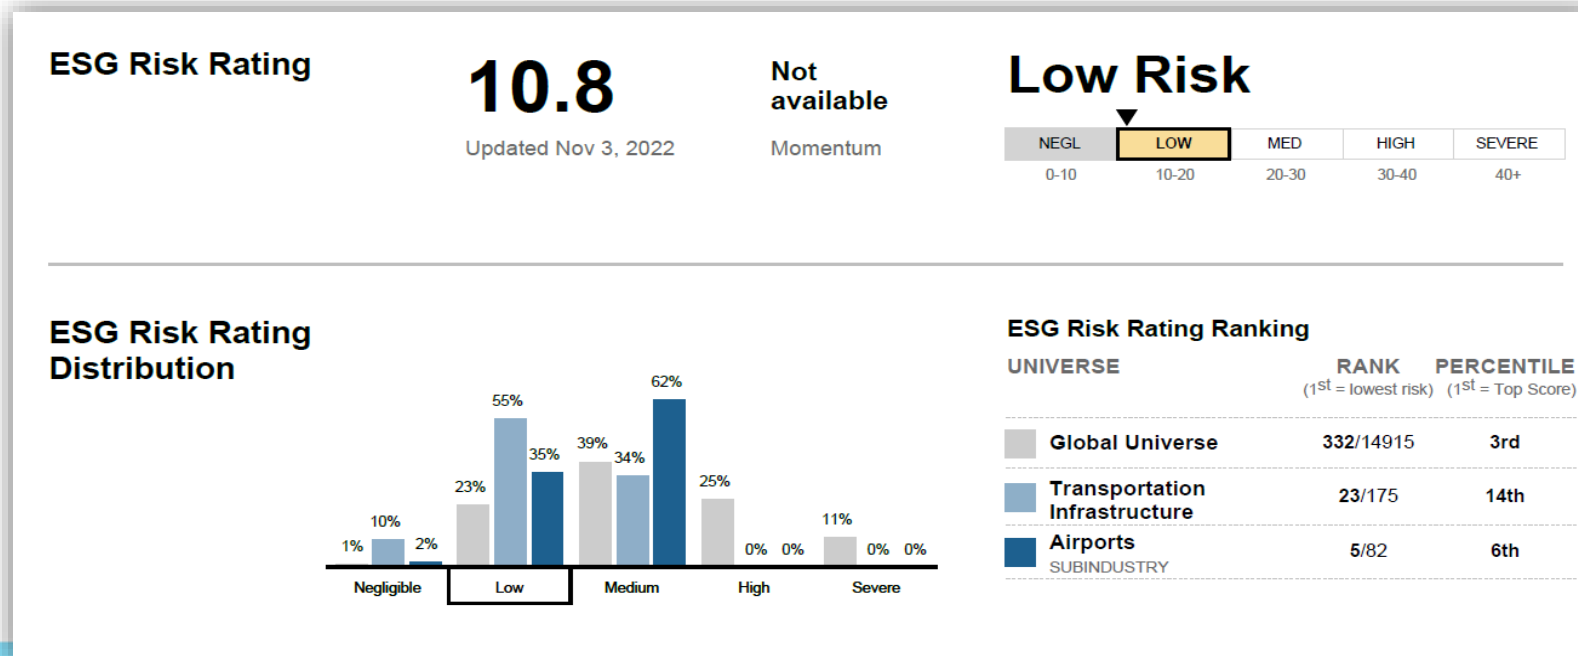 ESG Risk Rating
10.8
Updated Nov 3, 2022
Not
available
Momentum
Low Risk
NEGL LOW MED HIGH SEVERE
0-10 10-20 20-30 30-40 40+
ESG Risk Rating
Distribution
1% 10% 2%
23% 55% 35%
39% 34% 62%
25% 0% 0%
11% 0% 0%
Negligible Low Medium High Severe
ESG Risk Rating Ranking
UNIVERSE RANK PERCENTILE
(1st = lowest risk) (1st = Top Score)
Global Universe 332/14915 3rd
Transportation
Infrastructure 23/175 14th
Airports 5/82 6th
SUBINDUSTRY